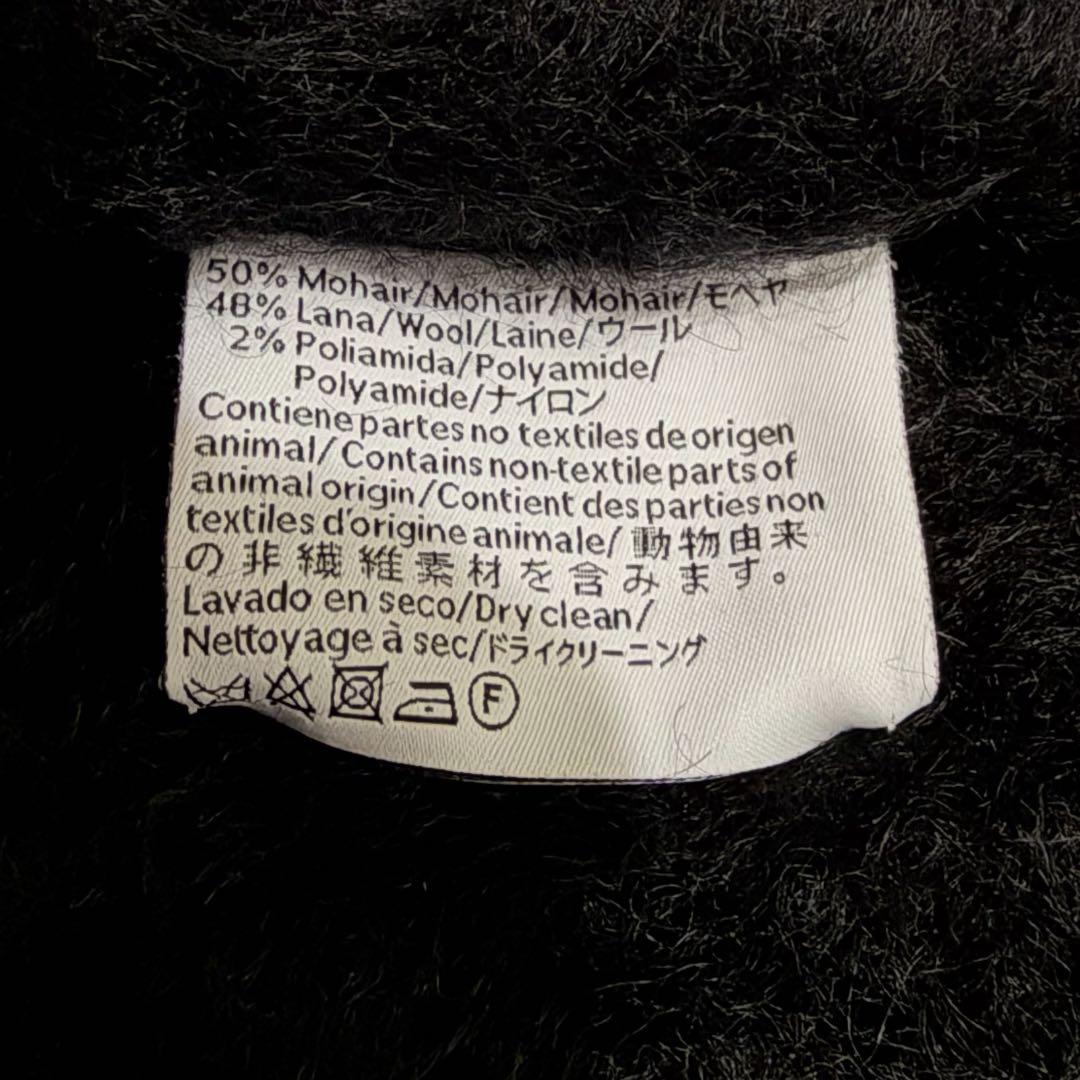 50% Mohair/Mohair/Mohair/モヘヤ
48% Lana/Wool/Laine/ウール
2% Poliamida/Polyamide/
Polyamide/ナイロン
Contiene partes no textiles de origen
animal/Contains non-textile parts of
animal origin/Contient des parties non
textiles d'origine animale/ 動物由来
の非繊維素材を含みます。
Lavado en seco/Dry clean/
Nettoyage à sec/ドライクリーニング
F